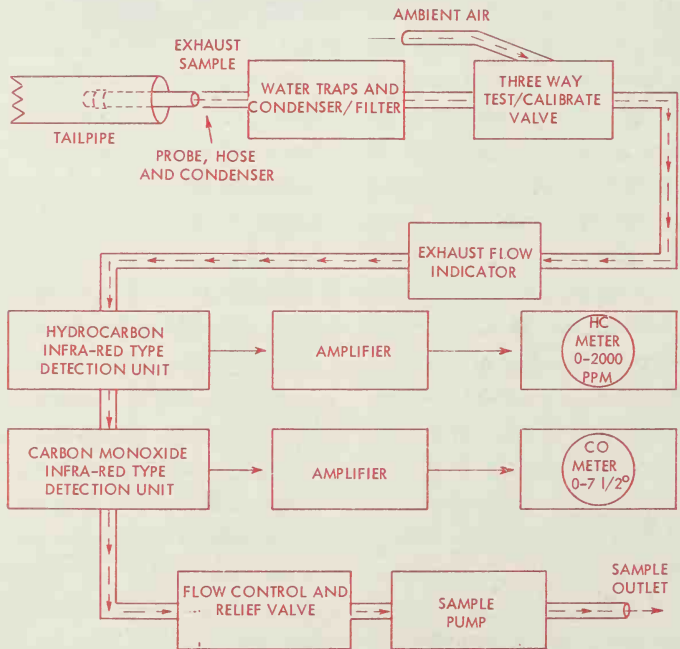 AMBIENT AIR
EXHAUST
SAMPLE
WATER TRAPS AND
CONDENSER/FILTER
THREE WAY
TEST/CALIBRATE
VALVE
TAILPIPE
PROBE, HOSE
AND CONDENSER
EXHAUST FLOW
INDICATOR
HYDROCARBON
INFRA-RED TYPE
DETECTION UNIT
AMPLIFIER
HC
METER
0-2000
PPM
CARBON MONOXIDE
INFRA-RED TYPE
DETECTION UNIT
AMPLIFIER
CO
METER
0-7 1/2°
FLOW CONTROL AND
RELIEF VALVE
SAMPLE
PUMP
SAMPLE
OUTLET